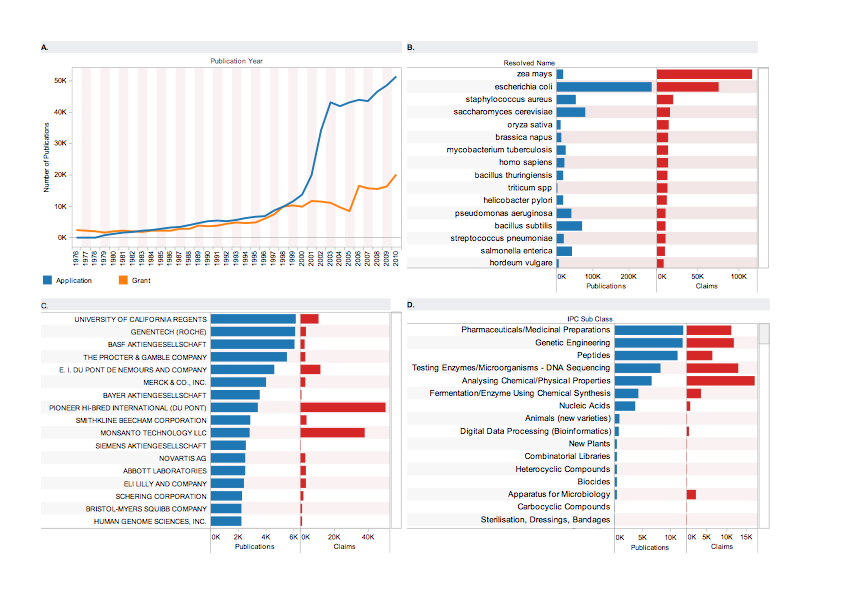 A.
Publication Year
Number of Publications
50K
40K
30K
20K
10K
0K
1976 1977 1978 1979 1980 1981 1982 1983 1984 1985 1986 1987 1988 1989 1990 1991 1992 1993 1994 1995 1996 1997 1998 1999 2000 2001 2002 2003 2004 2005 2006 2007 2008 2009 2010
Application Grant
B.
Resolved Name
zea mays
escherichia coli
staphylococcus aureus
saccharomyces cerevisiae
oryza sativa
brassica napus
mycobacterium tuberculosis
homo sapiens
bacillus thuringiensis
triticum spp
helicobacter pylori
pseudomonas aeruginosa
bacillus subtilis
streptococcus pneumoniae
salmonella enterica
hordeum vulgare
0K 100K 200K 0K 50K 100K
Publications Claims
C.
UNIVERSITY OF CALIFORNIA REGENTS
GENENTECH (ROCHE)
BASF AKTIENGESELLSCHAFT
THE PROCTER & GAMBLE COMPANY
E. I. DU PONT DE NEMOURS AND COMPANY
MERCK & CO., INC.
BAYER AKTIENGESELLSCHAFT
PIONEER HI-BRED INTERNATIONAL (DU PONT)
SMITHKLINE BEECHAM CORPORATION
MONSANTO TECHNOLOGY LLC
SIEMENS AKTIENGESELLSCHAFT
NOVARTIS AG
ABBOTT LABORATORIES
ELI LILLY AND COMPANY
SCHERING CORPORATION
BRISTOL-MYERS SQUIBB COMPANY
HUMAN GENOME SCIENCES, INC.
0K 2K 4K 6K 0K 20K 40K
Publications Claims
D.
IPC Sub Class
Pharmaceuticals/Medicinal Preparations
Genetic Engineering
Peptides
Testing Enzymes/Microorganisms - DNA Sequencing
Analysing Chemical/Physical Properties
Fermentation/Enzyme Using Chemical Synthesis
Nucleic Acids
Animals (new varieties)
Digital Data Processing (Bioinformatics)
New Plants
Combinatorial Libraries
Heterocyclic Compounds
Biocides
Apparatus for Microbiology
Carbocyclic Compounds
Sterilisation, Dressings, Bandages
0K 5K 10K 0K 5K 10K 15K
Publications Claims